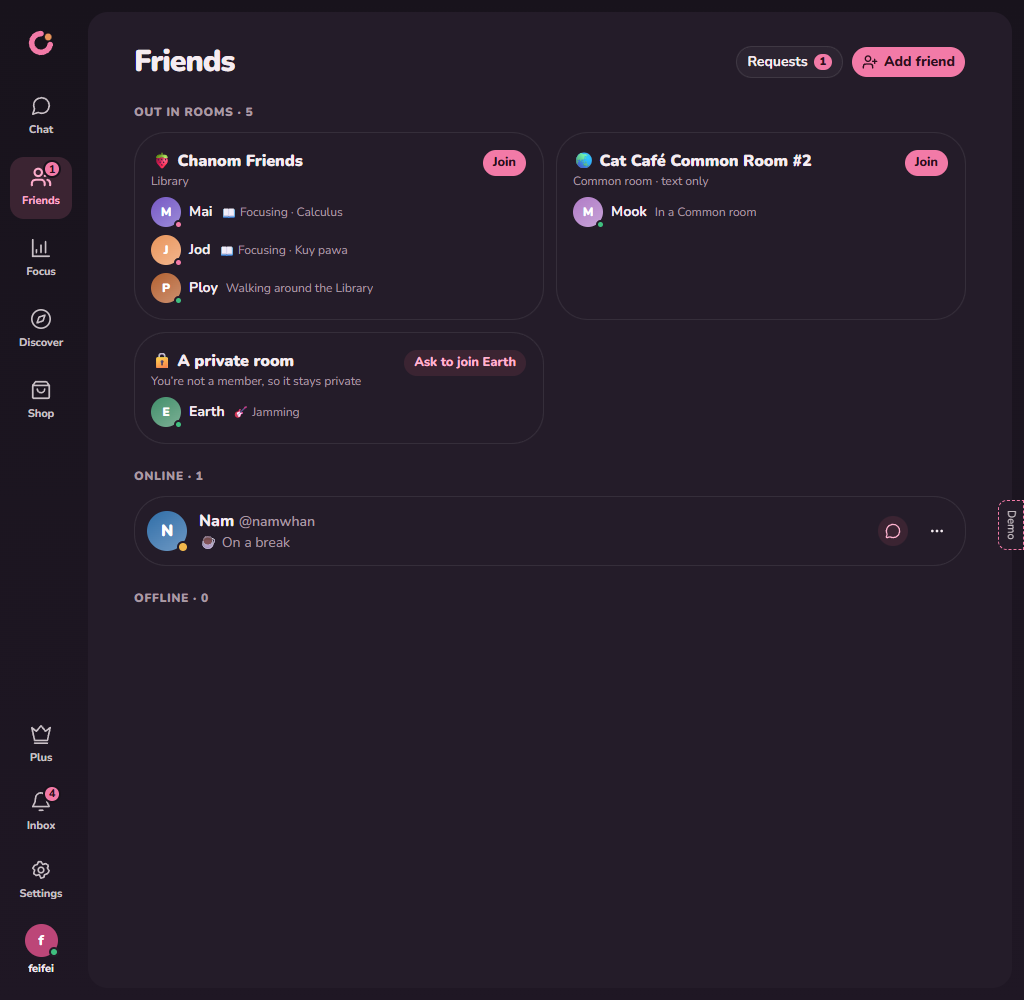 Friends
Requests 1
Add friend
OUT IN ROOMS · 5
Chanom Friends
Join
Library
M Mai Focusing · Calculus
J Jod Focusing · Kuy pawa
P Ploy Walking around the Library
Cat Café Common Room #2
Join
Common room · text only
M Mook In a Common room
A private room
Ask to join Earth
You're not a member, so it stays private
E Earth Jamming
ONLINE · 1
N Nam @namwhan
On a break
OFFLINE · 0
Chat
1
Friends
Focus
Discover
Shop
Plus
4
Inbox
Settings
f
feifei
Demo